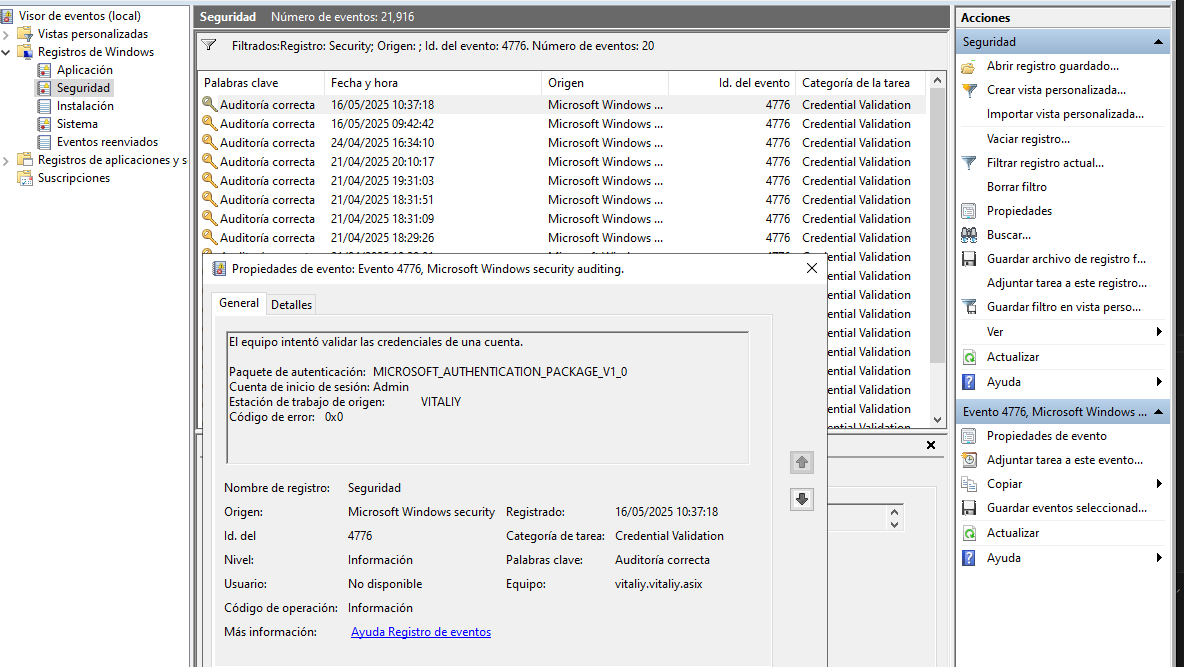 Visor de eventos (local)
Vistas personalizadas
Registros de Windows
Aplicación
Seguridad
Instalación
Sistema
Eventos reenviados
Registros de aplicaciones y s
Suscripciones
Seguridad Número de eventos: 21,916
Filtrados:Registro: Security; Origen: ; Id. del evento: 4776. Número de eventos: 20
Palabras clave Fecha y hora Origen Id. del evento Categoría de la tarea
Auditoría correcta 16/05/2025 10:37:18 Microsoft Windows ... 4776 Credential Validation
Auditoría correcta 16/05/2025 09:42:42 Microsoft Windows ... 4776 Credential Validation
Auditoría correcta 24/04/2025 16:34:10 Microsoft Windows ... 4776 Credential Validation
Auditoría correcta 21/04/2025 20:10:17 Microsoft Windows ... 4776 Credential Validation
Auditoría correcta 21/04/2025 19:31:03 Microsoft Windows ... 4776 Credential Validation
Auditoría correcta 21/04/2025 18:31:51 Microsoft Windows ... 4776 Credential Validation
Auditoría correcta 21/04/2025 18:31:09 Microsoft Windows ... 4776 Credential Validation
Auditoría correcta 21/04/2025 18:29:26 Microsoft Windows ... 4776 Credential Validation
ential Validation
ential Validation
ential Validation
ential Validation
ential Validation
ential Validation
ential Validation
ential Validation
ential Validation
Propiedades de evento: Evento 4776, Microsoft Windows security auditing.
General Detalles
El equipo intentó validar las credenciales de una cuenta.
Paquete de autenticación: MICROSOFT_AUTHENTICATION_PACKAGE_V1_0
Cuenta de inicio de sesión: Admin
Estación de trabajo de origen: VITALIY
Código de error: 0x0
Nombre de registro: Seguridad
Origen: Microsoft Windows security Registrado: 16/05/2025 10:37:18
Id. del 4776 Categoría de tarea: Credential Validation
Nivel: Información Palabras clave: Auditoría correcta
Usuario: No disponible Equipo: vitaliy.vitaliy.asix
Código de operación: Información
Más información: Ayuda Registro de eventos
Acciones
Seguridad
Abrir registro guardado...
Crear vista personalizada...
Importar vista personalizada...
Vaciar registro...
Filtrar registro actual...
Borrar filtro
Propiedades
Buscar...
Guardar archivo de registro f...
Adjuntar tarea a este registro...
Guardar filtro en vista perso...
Ver
Actualizar
Ayuda
Evento 4776, Microsoft Windows ...
Propiedades de evento
Adjuntar tarea a este evento...
Copiar
Guardar eventos seleccionad...
Actualizar
Ayuda